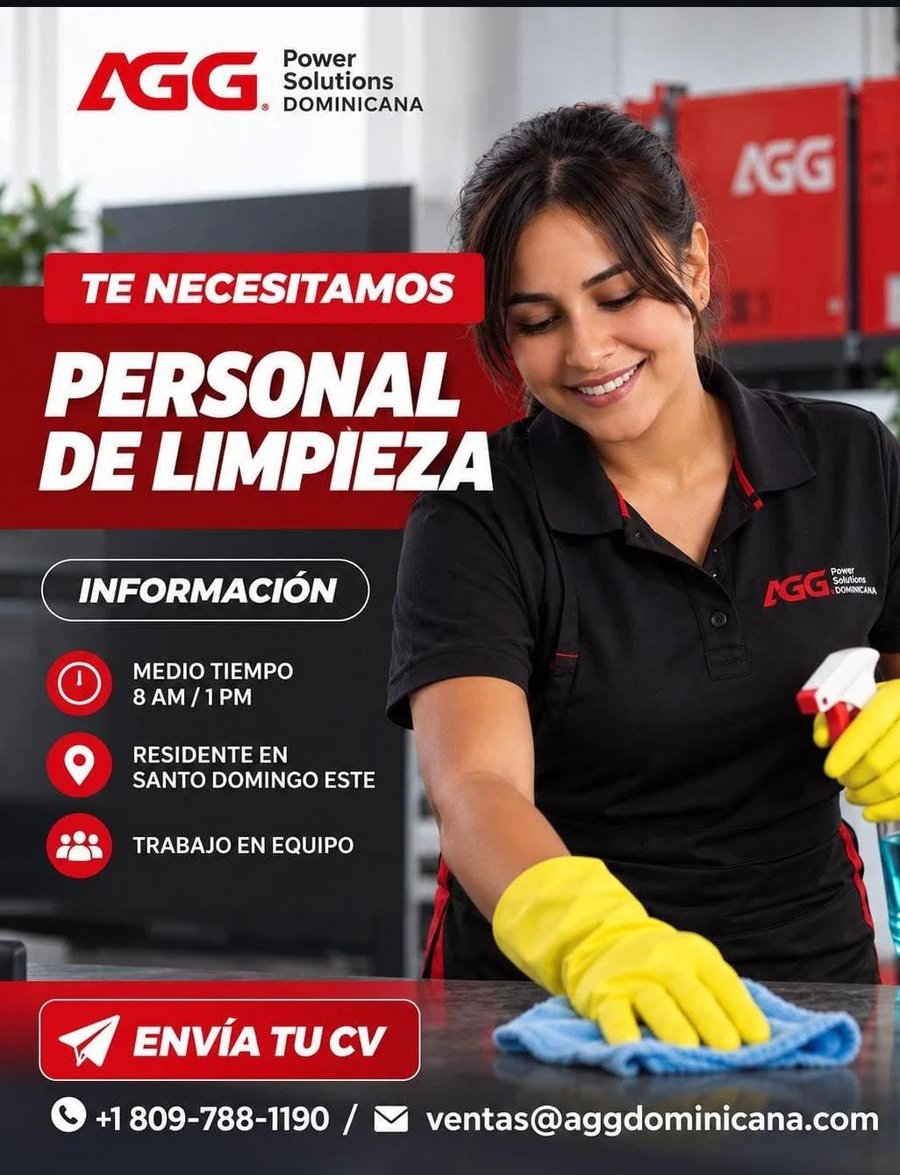 AGG® Power
Solutions
DOMINICANA
AGG
TE NECESITAMOS
PERSONAL
DE LIMPIEZA
AGG Power
Solutions
DOMINICANA
INFORMACIÓN
MEDIO TIEMPO
8 AM / 1 PM
RESIDENTE EN
SANTO DOMINGO ESTE
TRABAJO EN EQUIPO
ENVÍA TU CV
+1 809-788-1190 / ventas@aggdominicana.com